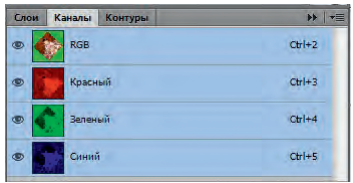 Слои Каналы Контуры
RGB Ctrl+2
Красный Ctrl+3
Зеленый Ctrl+4
Синий Ctrl+5